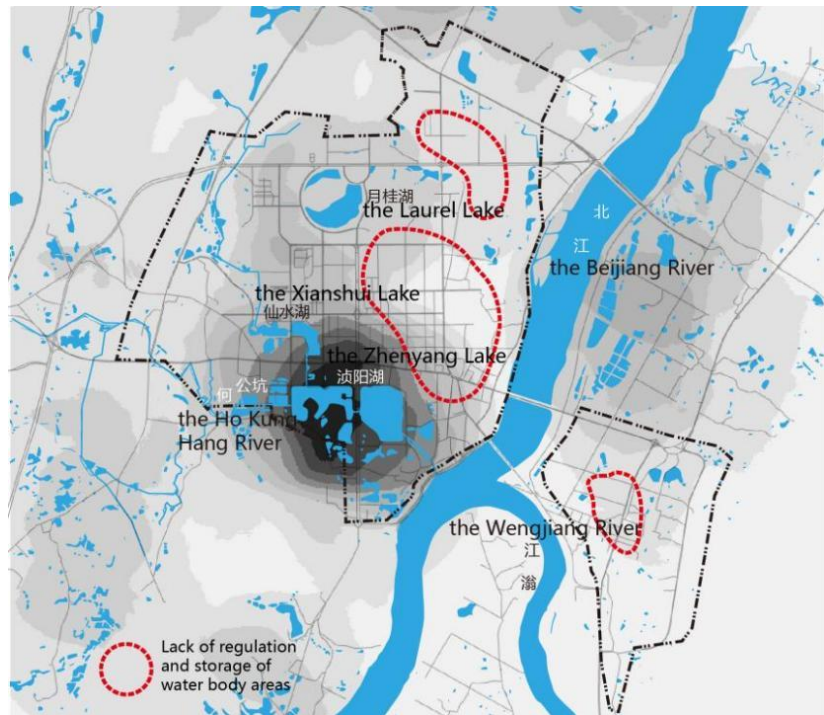 月桂湖
the Laurel Lake
北
江
the Beijiang River
the Xianshui Lake
仙水湖
the Zhenyang Lake
浈阳湖
何
公坑
the Ho Kung
Hang River
the Wengjiang River
江
滃
Lack of regulation
and storage of
water body areas